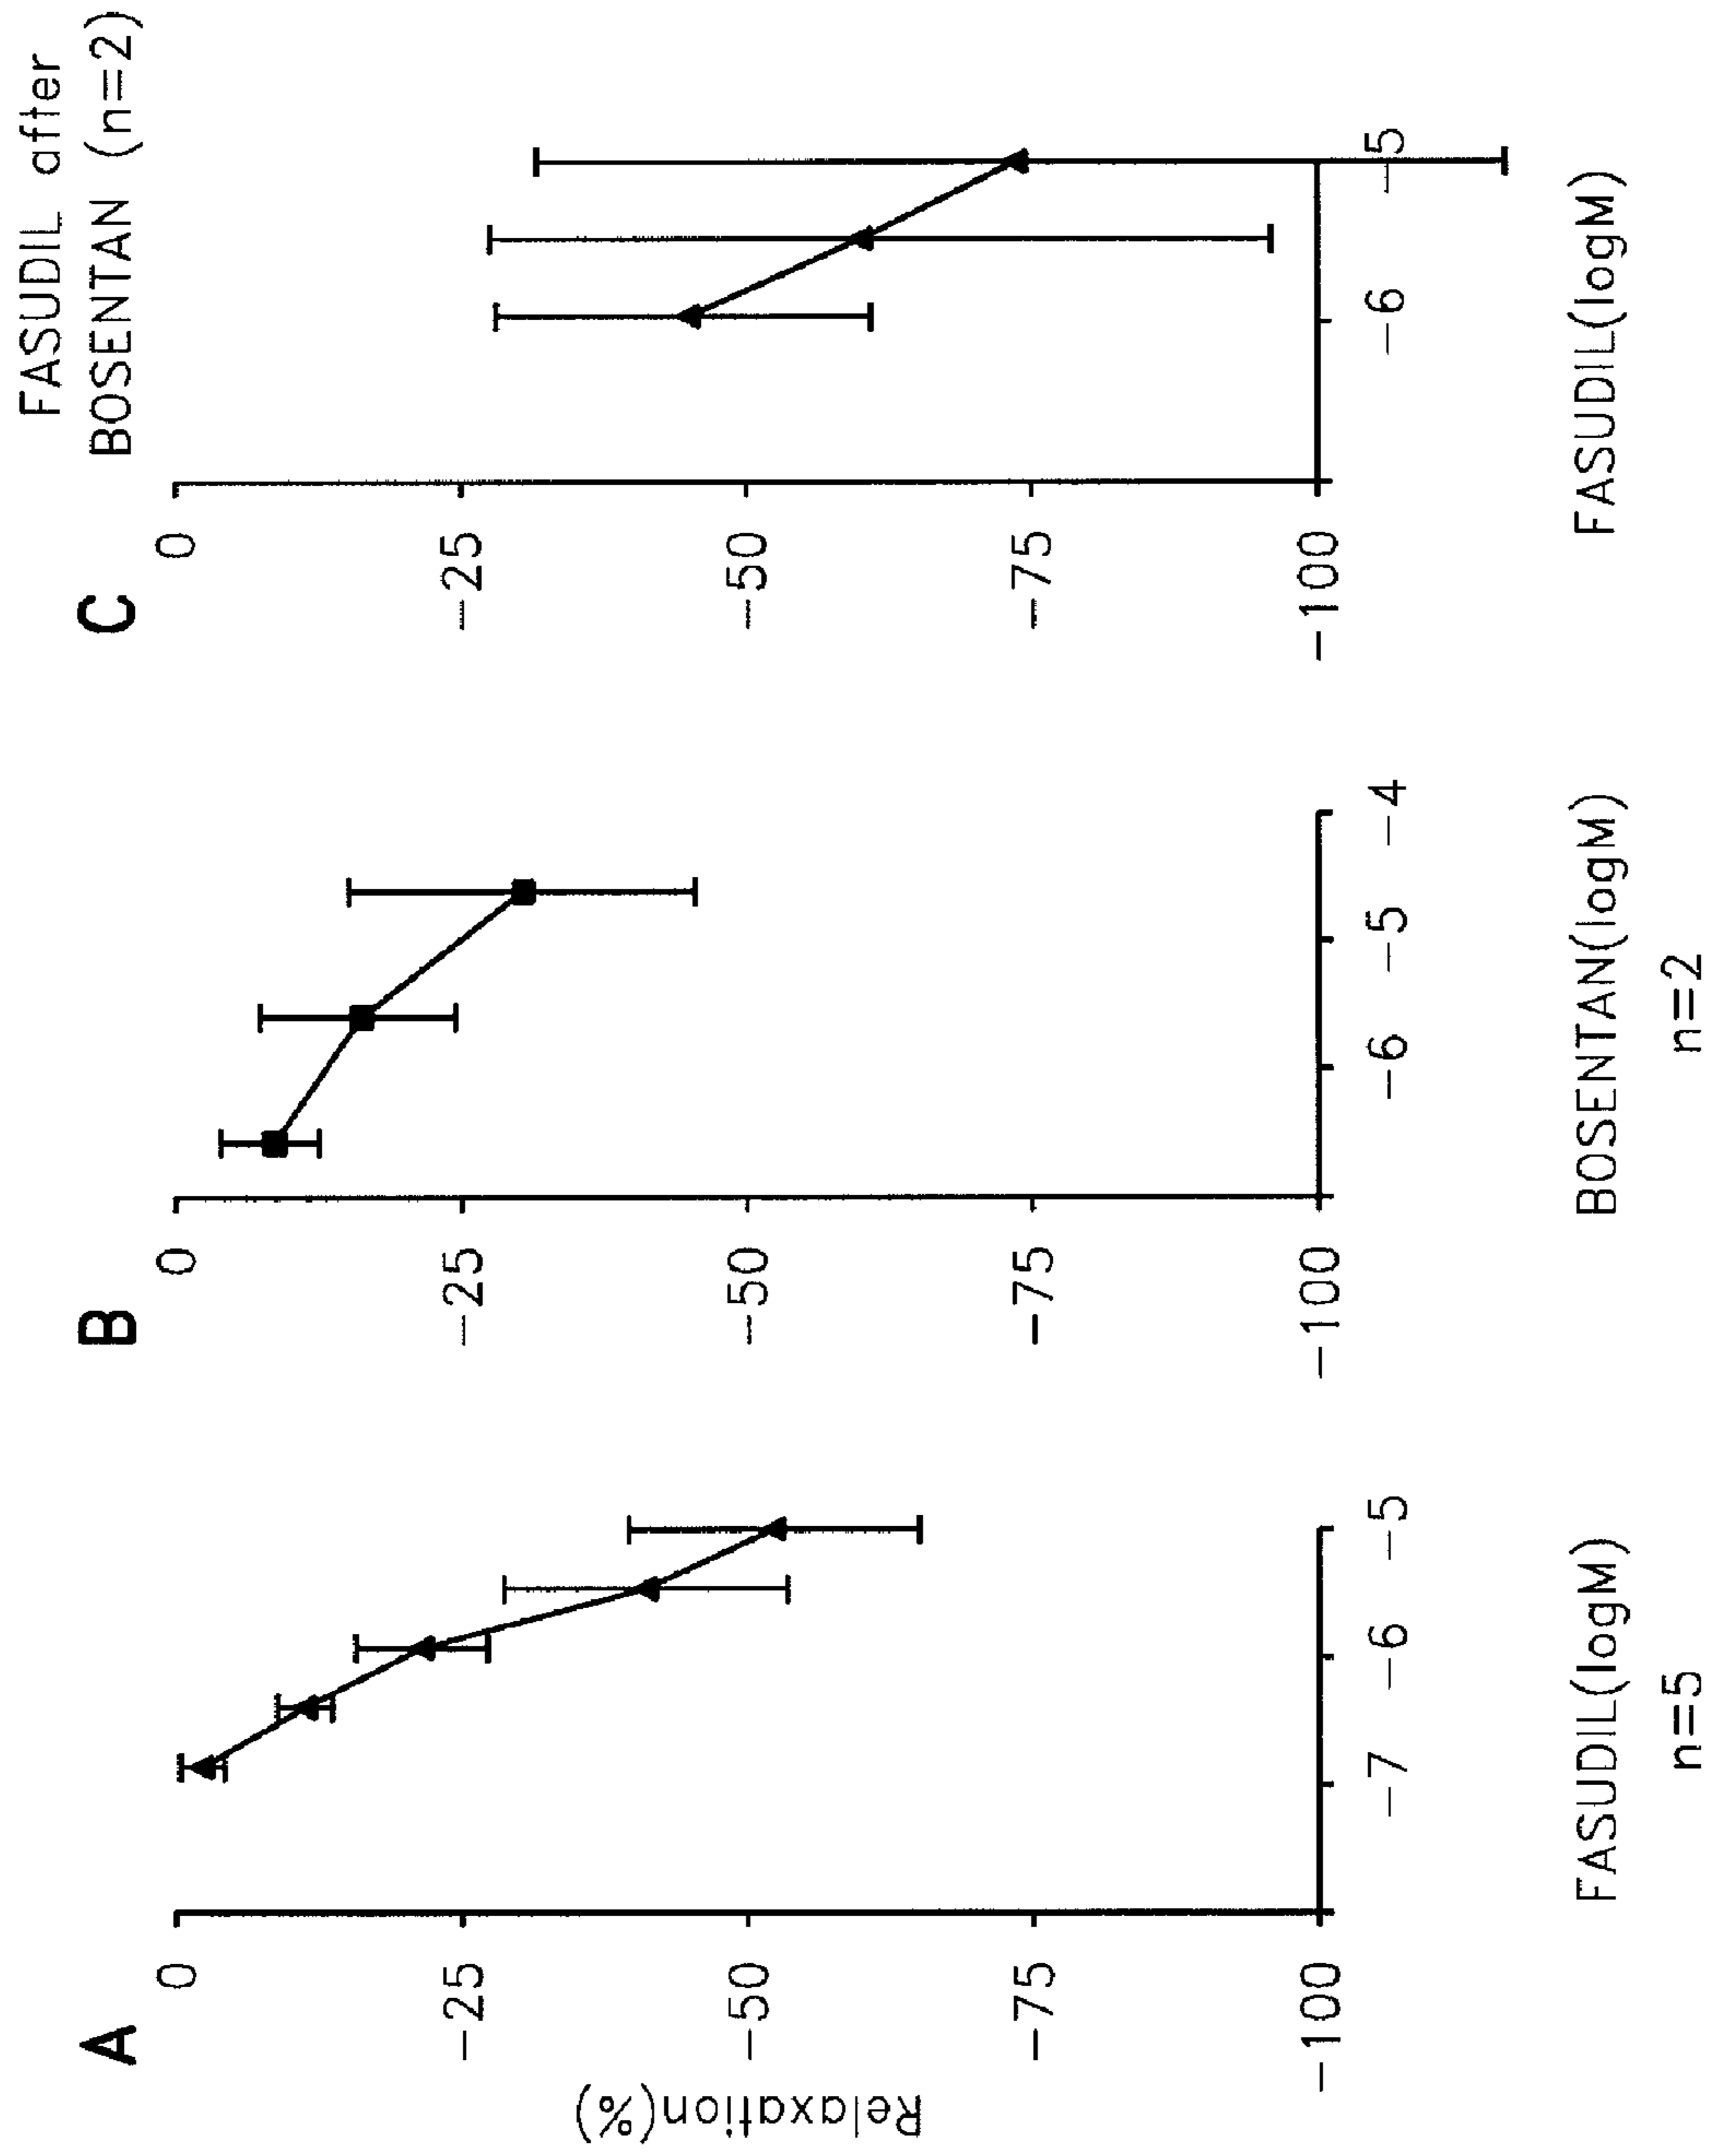 A
Relaxation(%)
0
-25
-50
-75
-100
-7 -6 -5
FASUDIL(logM)
n=5
B
0
-25
-50
-75
-100
-6 -5 -4
BOSENTAN(logM)
n=2
C
FASUDIL after
BOSENTAN (n=2)
0
-25
-50
-75
-100
-6 -5
FASUDIL(logM)